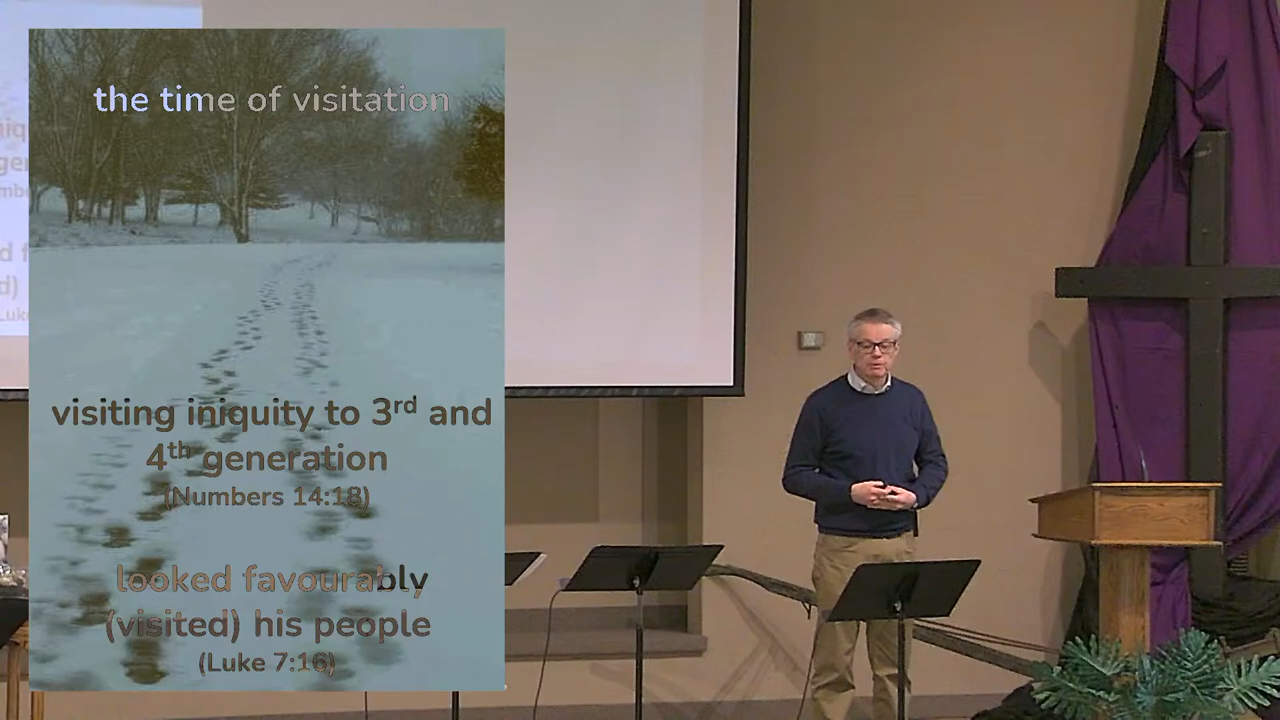 the time of visitation
visiting iniquity to 3rd and
4th generation
(Numbers 14:18)
looked favourably
(visited) his people
(Luke 7:16)